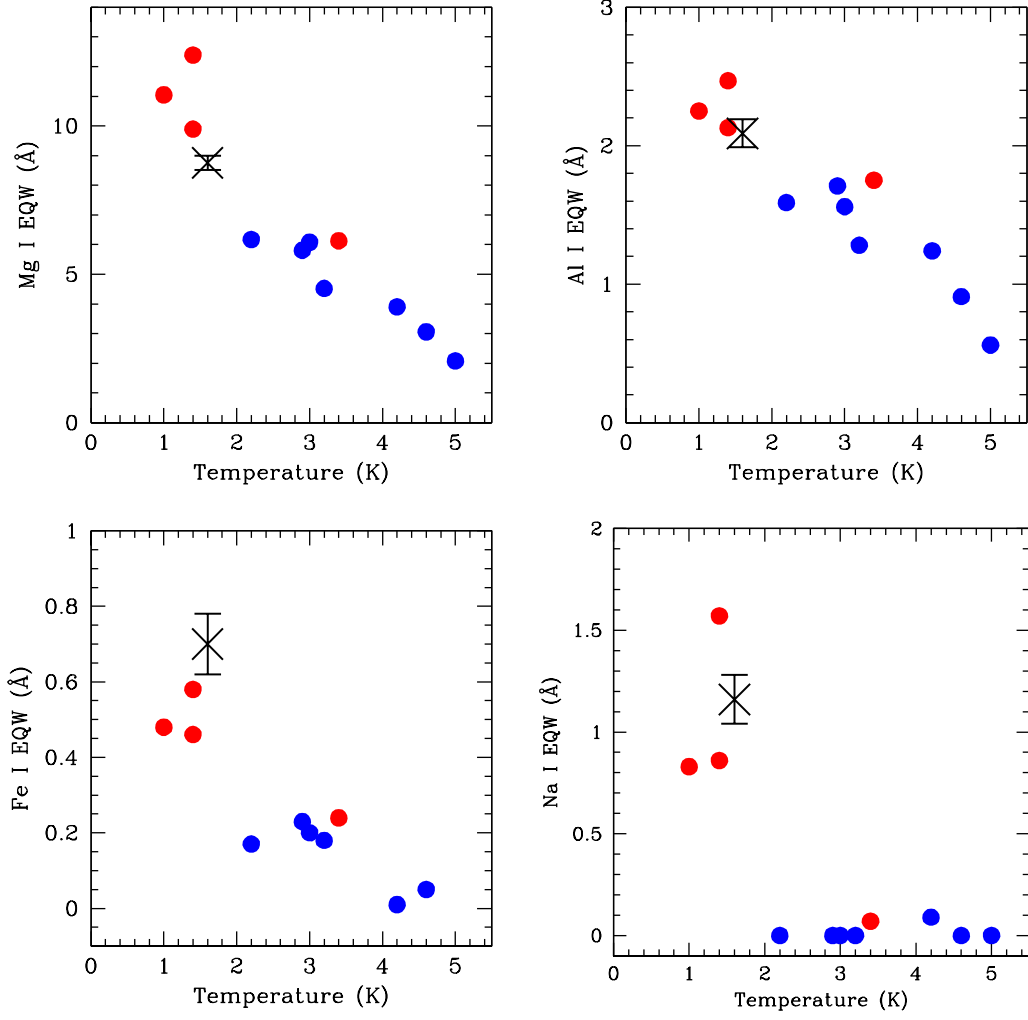 Mg I EQW (Å)
10
5
0
0 1 2 3 4 5
Temperature (K)
Al I EQW (Å)
3
2
1
0
0 1 2 3 4 5
Temperature (K)
Fe I EQW (Å)
1
0.8
0.6
0.4
0.2
0
0 1 2 3 4 5
Temperature (K)
Na I EQW (Å)
2
1.5
1
0.5
0
0 1 2 3 4 5
Temperature (K)